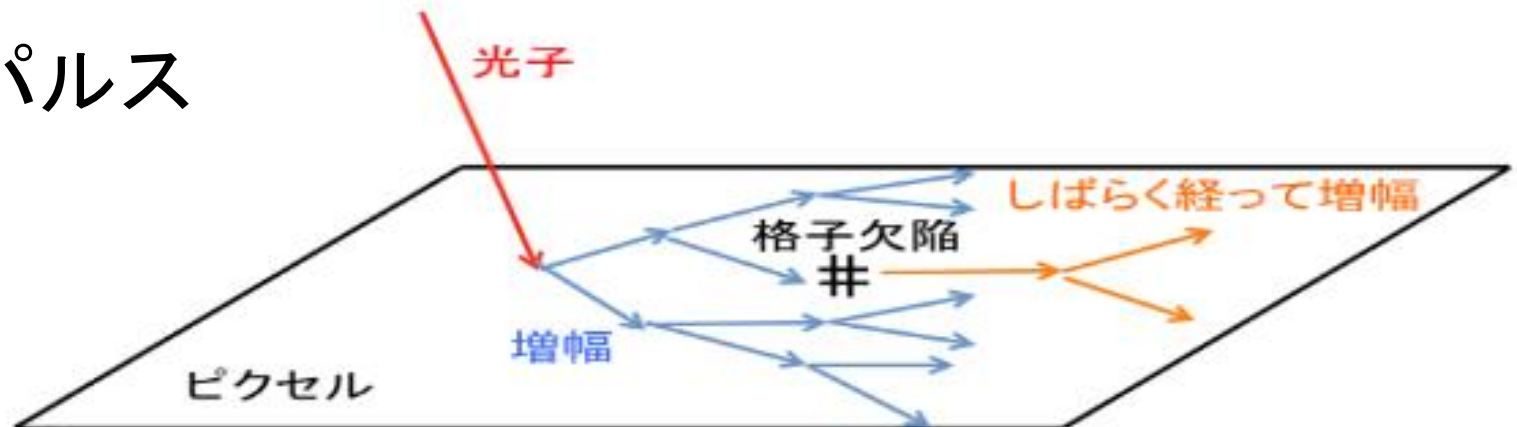 パルス
光子
しばらく経って増幅
格子欠陥
井
増幅
ピクセル